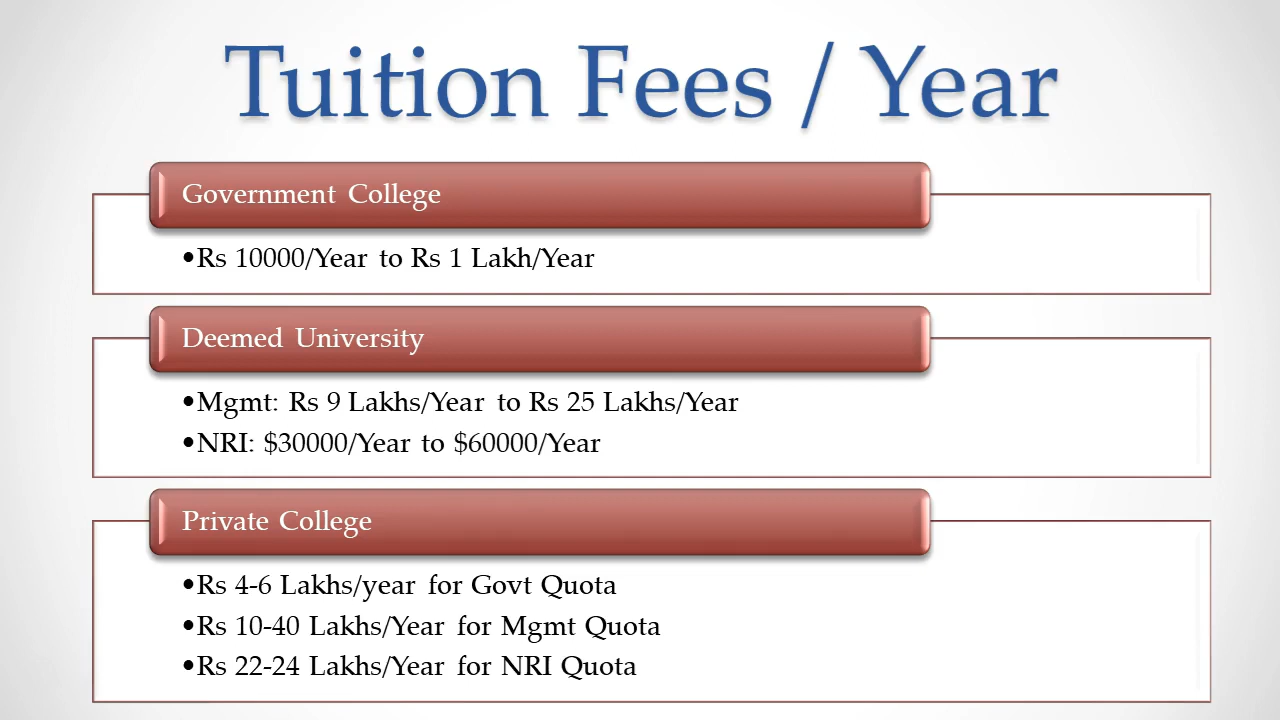 Tuition Fees / Year
Government College
•Rs 10000/Year to Rs 1 Lakh/Year
Deemed University
•Mgmt: Rs 9 Lakhs/Year to Rs 25 Lakhs/Year
•NRI: $30000/Year to $60000/Year
Private College
•Rs 4-6 Lakhs/year for Govt Quota
•Rs 10-40 Lakhs/Year for Mgmt Quota
•Rs 22-24 Lakhs/Year for NRI Quota